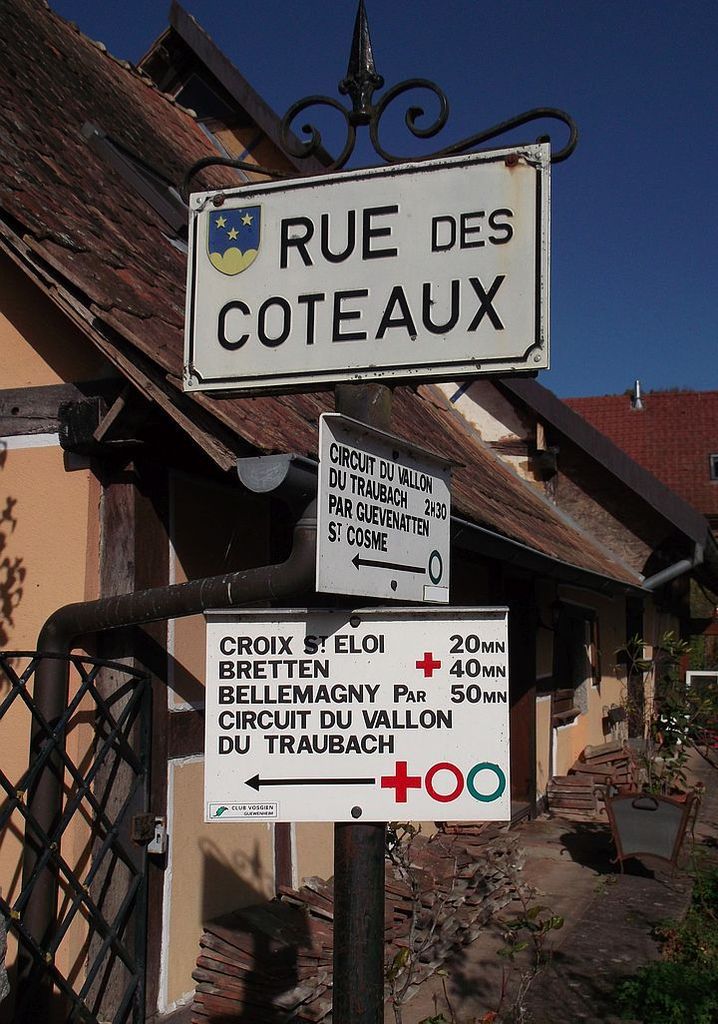 RUE DES
COTEAUX
CIRCUIT DU VALLON
DU TRAUBACH 2H30
PAR GUEVENATTEN
ST COSME
CROIX ST ELOI 20MN
BRETTEN 40MN
BELLEMAGNY PAR 50MN
CIRCUIT DU VALLON
DU TRAUBACH
CLUB VOSGIEN
GUEWENHEIM